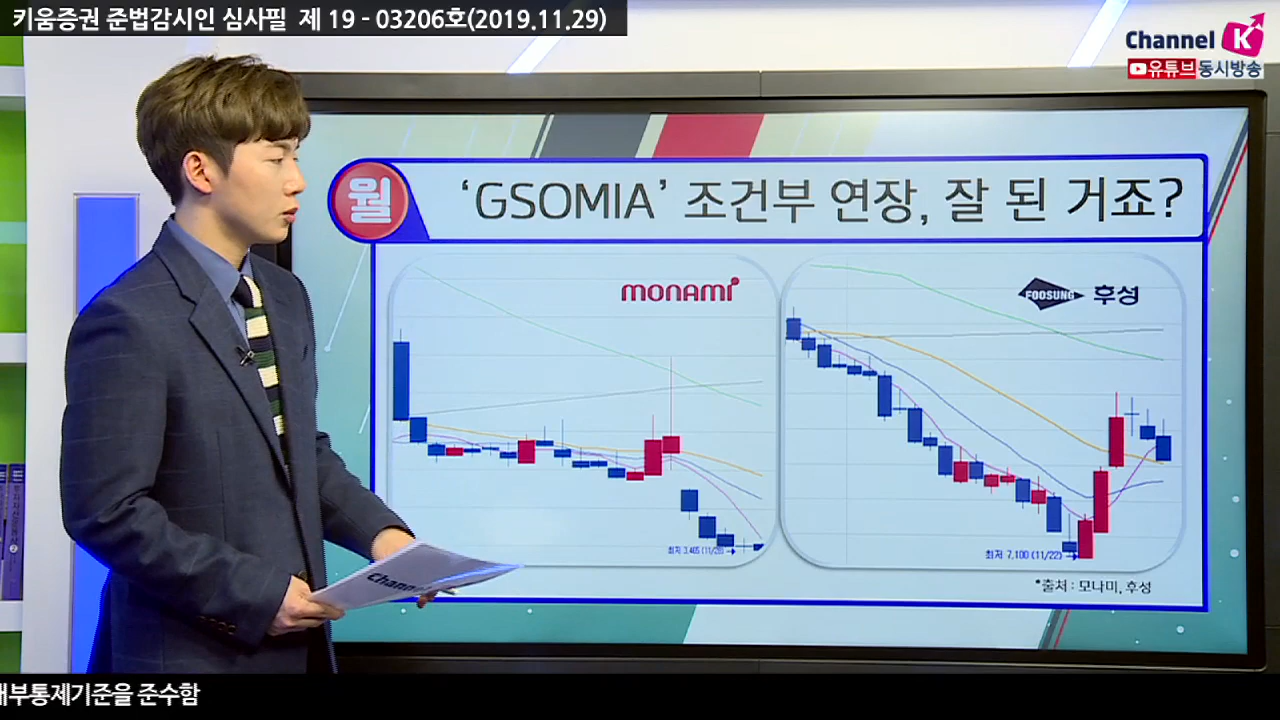 키움증권 준법감시인 심사필 제 19 - 03206호(2019.11.29)
Channel K
유튜브동시방송
월
‘GSOMIA’ 조건부 연장, 잘 된 거죠?
monami
FOOSUNG 후성
최저 7,100 (11/22)
*출처 : 모나미, 후성
Channel
부통제기준을 준수함